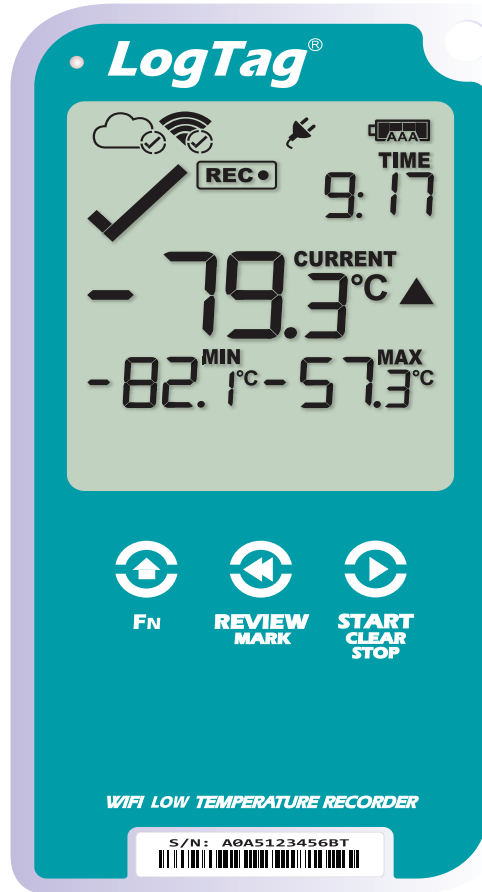 LogTag®
AAA
TIME
REC
9:17
CURRENT
-79.3°C
MIN MAX
-82.1°C -57.3°C
FN REVIEW START
MARK CLEAR
STOP
WIFI LOW TEMPERATURE RECORDER
S/N: A0A5123456BT